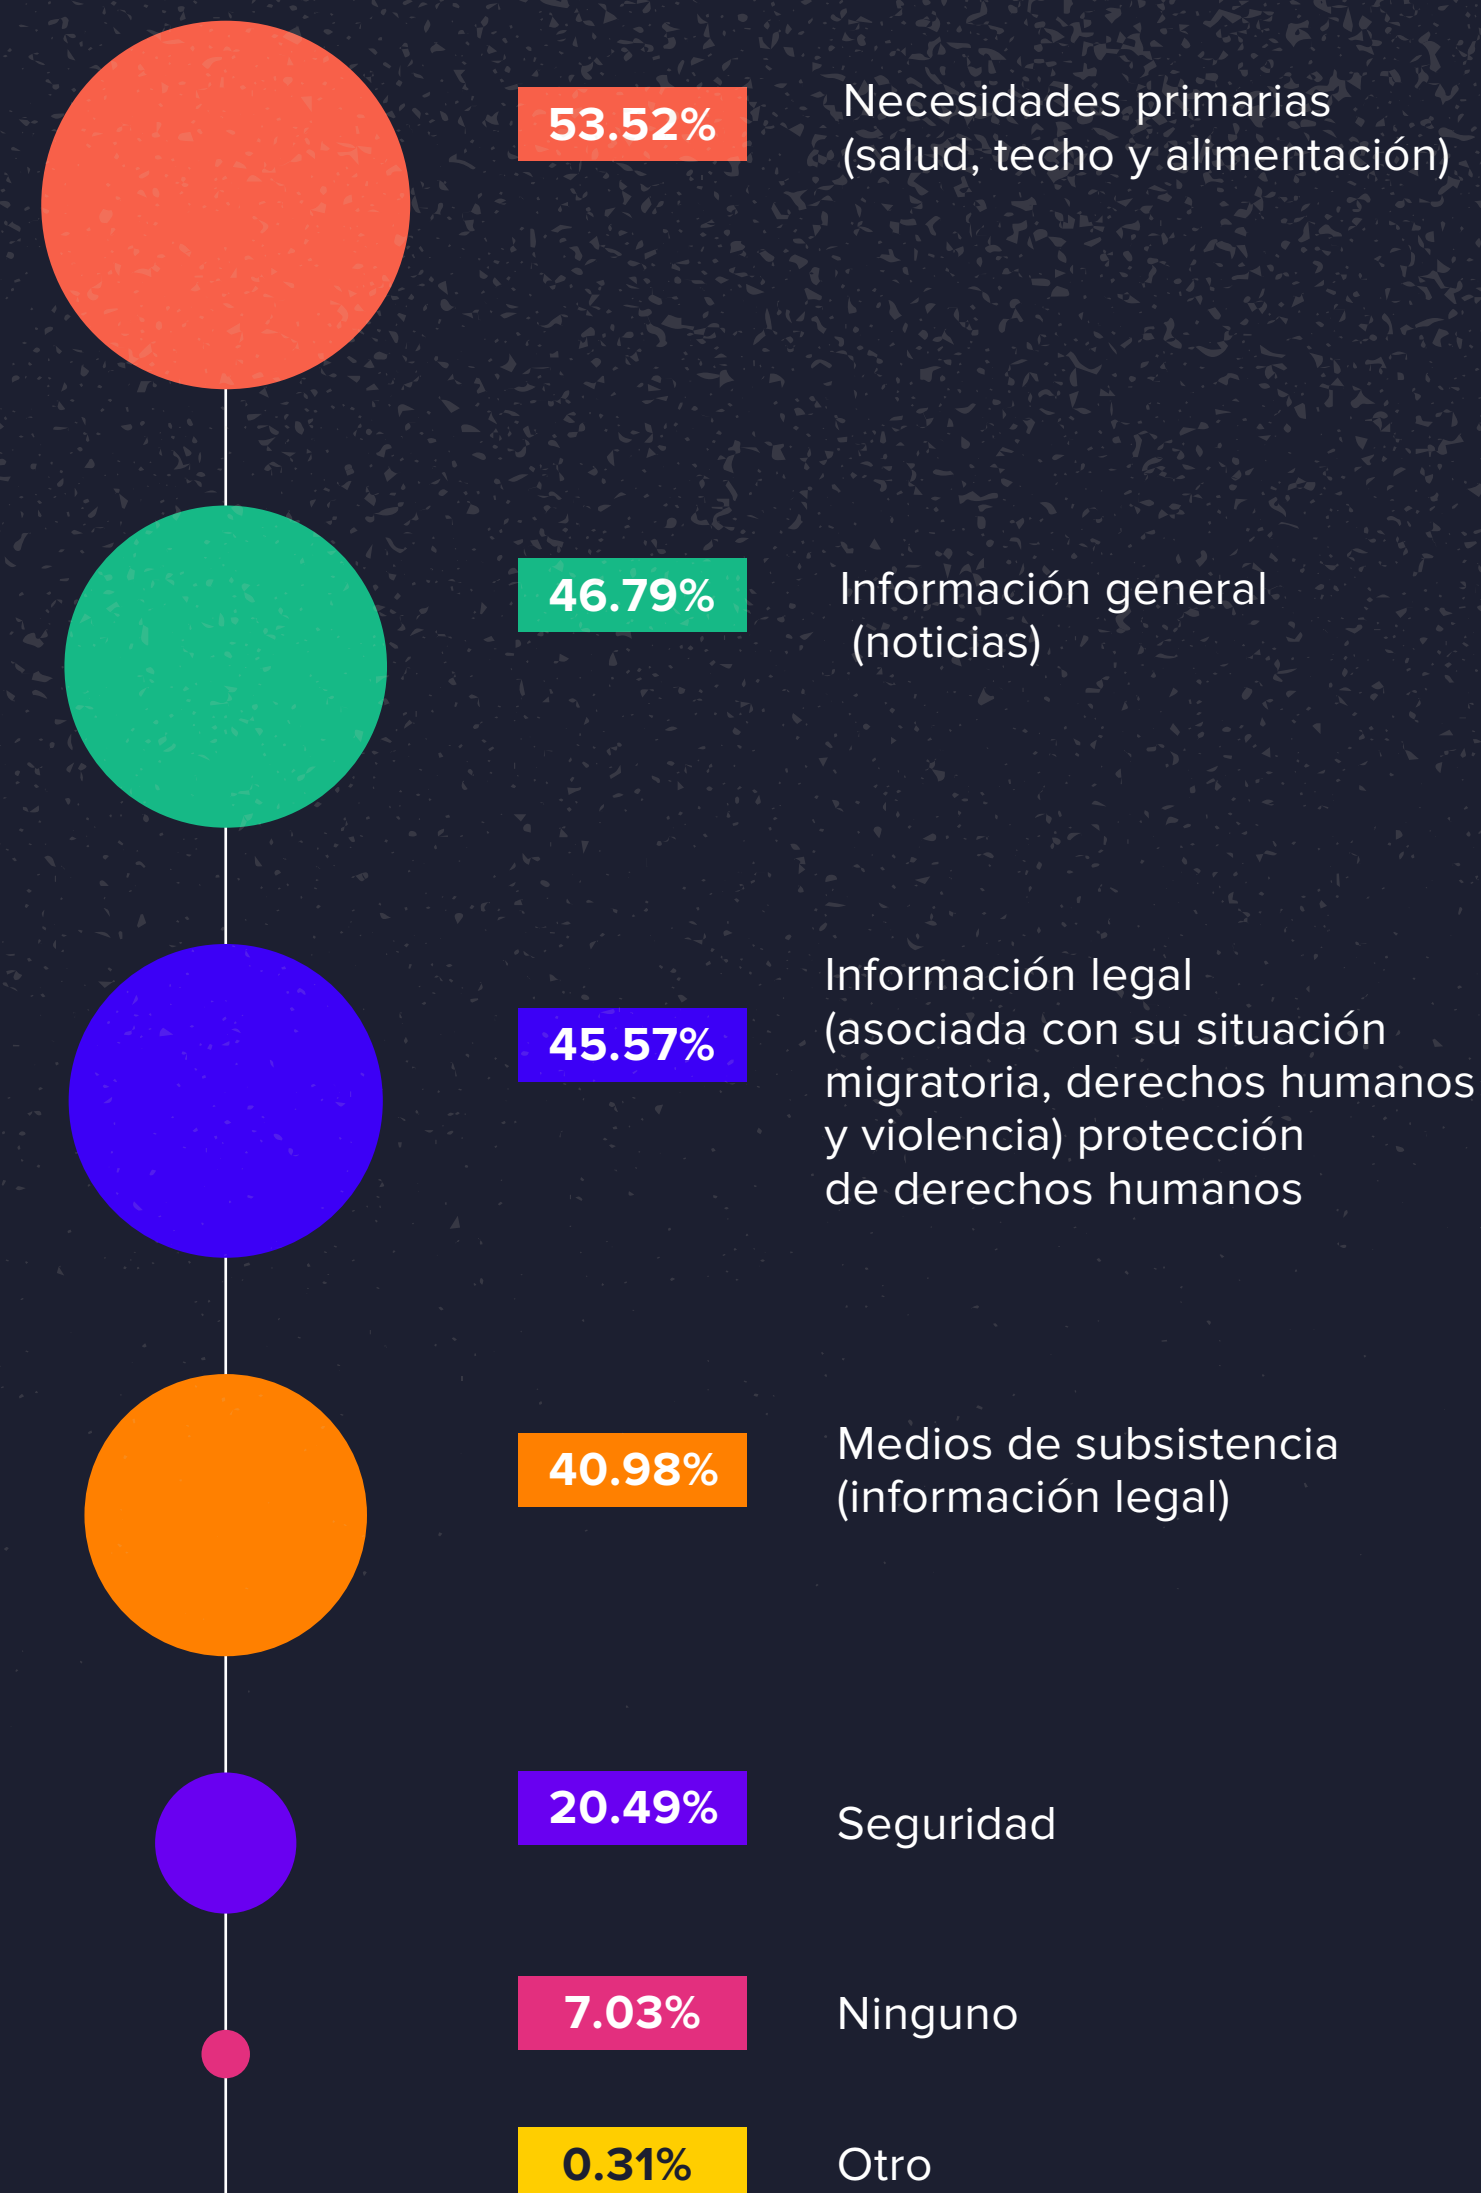 53.52%
Necesidades primarias
(salud, techo y alimentación)
46.79%
Información general
(noticias)
45.57%
Información legal
(asociada con su situación
migratoria, derechos humanos
y violencia) protección
de derechos humanos
40.98%
Medios de subsistencia
(información legal)
20.49%
Seguridad
7.03%
Ninguno
0.31%
Otro